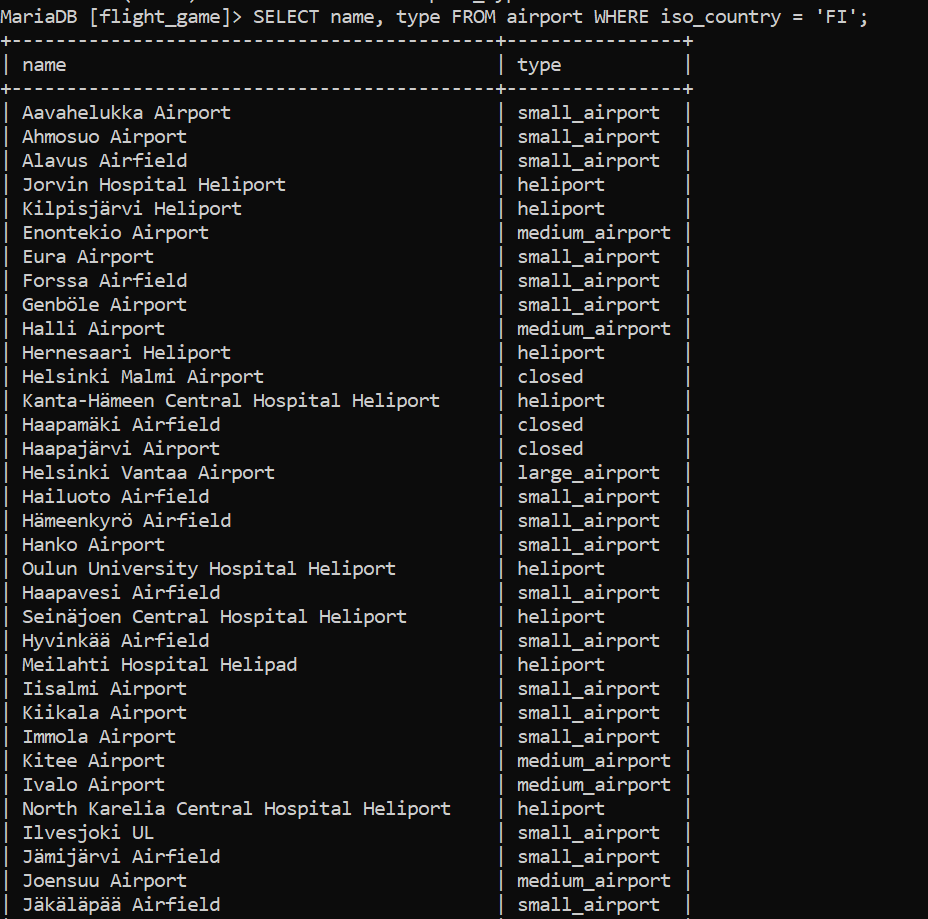 MariaDB [flight_game]> SELECT name, type FROM airport WHERE iso_country = 'FI';
+--------------------------------------------+----------------+
| name                                       | type           |
+--------------------------------------------+----------------+
| Aavahelukka Airport                        | small_airport  |
| Ahmosuo Airport                            | small_airport  |
| Alavus Airfield                            | small_airport  |
| Jorvin Hospital Heliport                   | heliport       |
| Kilpisjärvi Heliport                       | heliport       |
| Enontekio Airport                          | medium_airport |
| Eura Airport                               | small_airport  |
| Forssa Airfield                            | small_airport  |
| Genböle Airport                            | small_airport  |
| Halli Airport                              | medium_airport |
| Hernesaari Heliport                        | heliport       |
| Helsinki Malmi Airport                     | closed         |
| Kanta-Hämeen Central Hospital Heliport     | heliport       |
| Haapamäki Airfield                         | closed         |
| Haapajärvi Airport                         | closed         |
| Helsinki Vantaa Airport                    | large_airport  |
| Hailuoto Airfield                          | small_airport  |
| Hämeenkyrö Airfield                        | small_airport  |
| Hanko Airport                              | small_airport  |
| Oulun University Hospital Heliport         | heliport       |
| Haapavesi Airfield                         | small_airport  |
| Seinäjoen Central Hospital Heliport        | heliport       |
| Hyvinkää Airfield                          | small_airport  |
| Meilahti Hospital Helipad                  | heliport       |
| Iisalmi Airport                            | small_airport  |
| Kiikala Airport                            | small_airport  |
| Immola Airport                             | small_airport  |
| Kitee Airport                              | medium_airport |
| Ivalo Airport                              | medium_airport |
| North Karelia Central Hospital Heliport    | heliport       |
| Ilvesjoki UL                               | small_airport  |
| Jämijärvi Airfield                         | small_airport  |
| Joensuu Airport                            | medium_airport |
| Jäkäläpää Airfield                         | small_airport  |